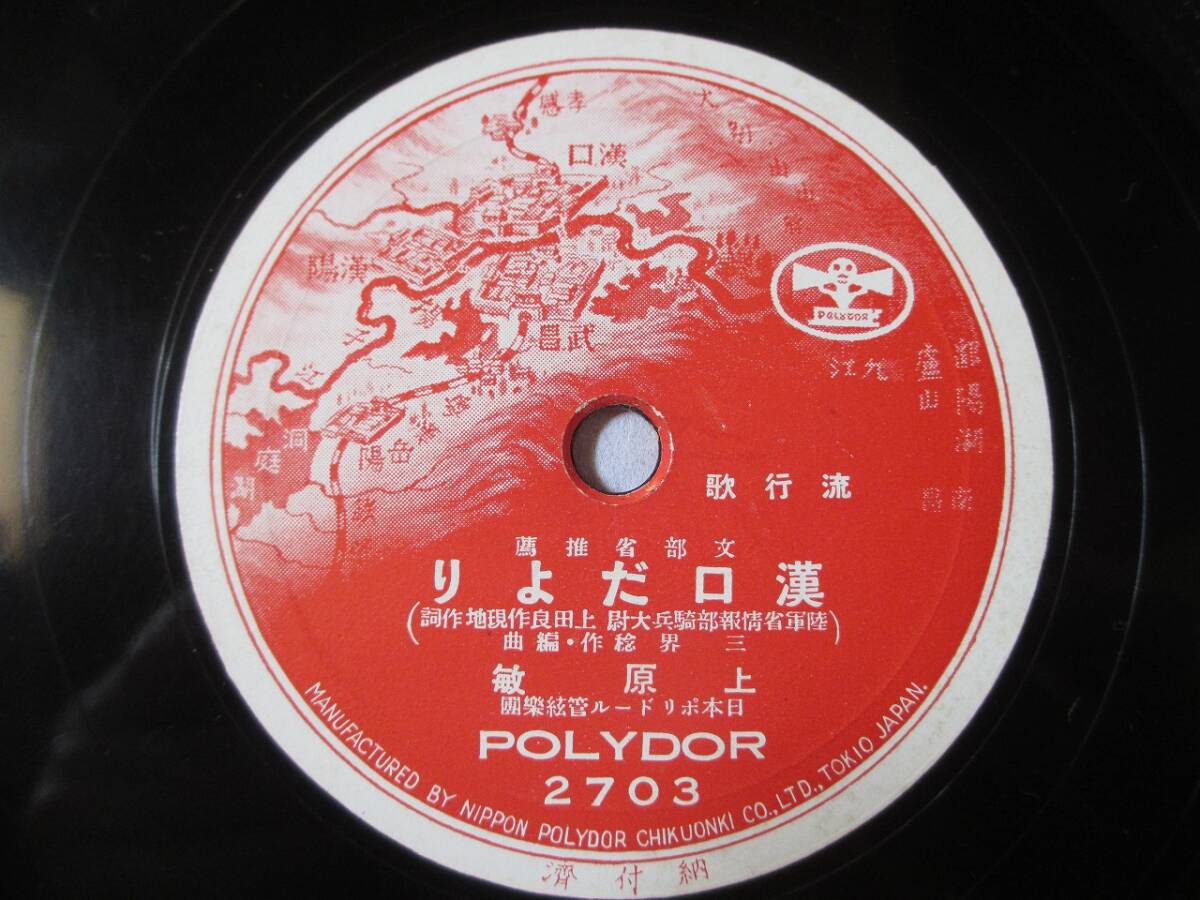 孝感
漢口
漢陽
武昌
岳陽
洞庭湖
九江
廬山
鄱陽湖
南昌
流行歌
文部省推薦
漢口だより
(陸軍省情報部騎兵大尉 上田良作現地作詞)
三界稔作・編曲
上原敏
日本ポリドール管絃樂團
POLYDOR
2703
MANUFACTURED BY NIPPON POLYDOR CHIKUONKI CO., LTD., TOKIO JAPAN.
納付濟